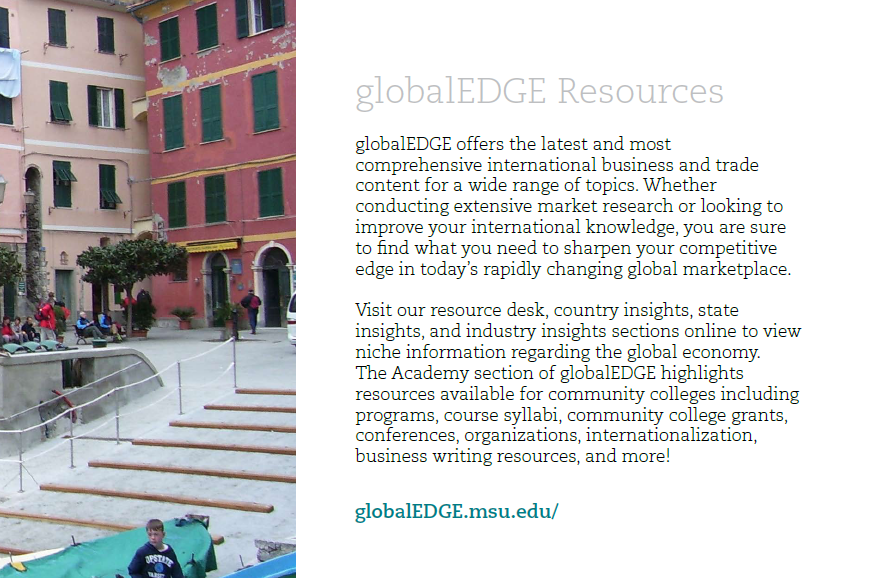 globalEDGE Resources
globalEDGE offers the latest and most
comprehensive international business and trade
content for a wide range of topics. Whether
conducting extensive market research or looking to
improve your international knowledge, you are sure
to find what you need to sharpen your competitive
edge in today's rapidly changing global marketplace.
Visit our resource desk, country insights, state
insights, and industry insights sections online to view
niche information regarding the global economy.
The Academy section of globalEDGE highlights
resources available for community colleges including
programs, course syllabi, community college grants,
conferences, organizations, internationalization,
business writing resources, and more!
globalEDGE.msu.edu/
UPSTATE